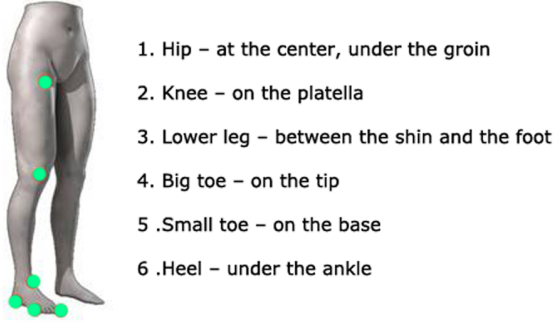 1. Hip – at the center, under the groin
2. Knee – on the platella
3. Lower leg – between the shin and the foot
4. Big toe – on the tip
5 .Small toe – on the base
6 .Heel – under the ankle